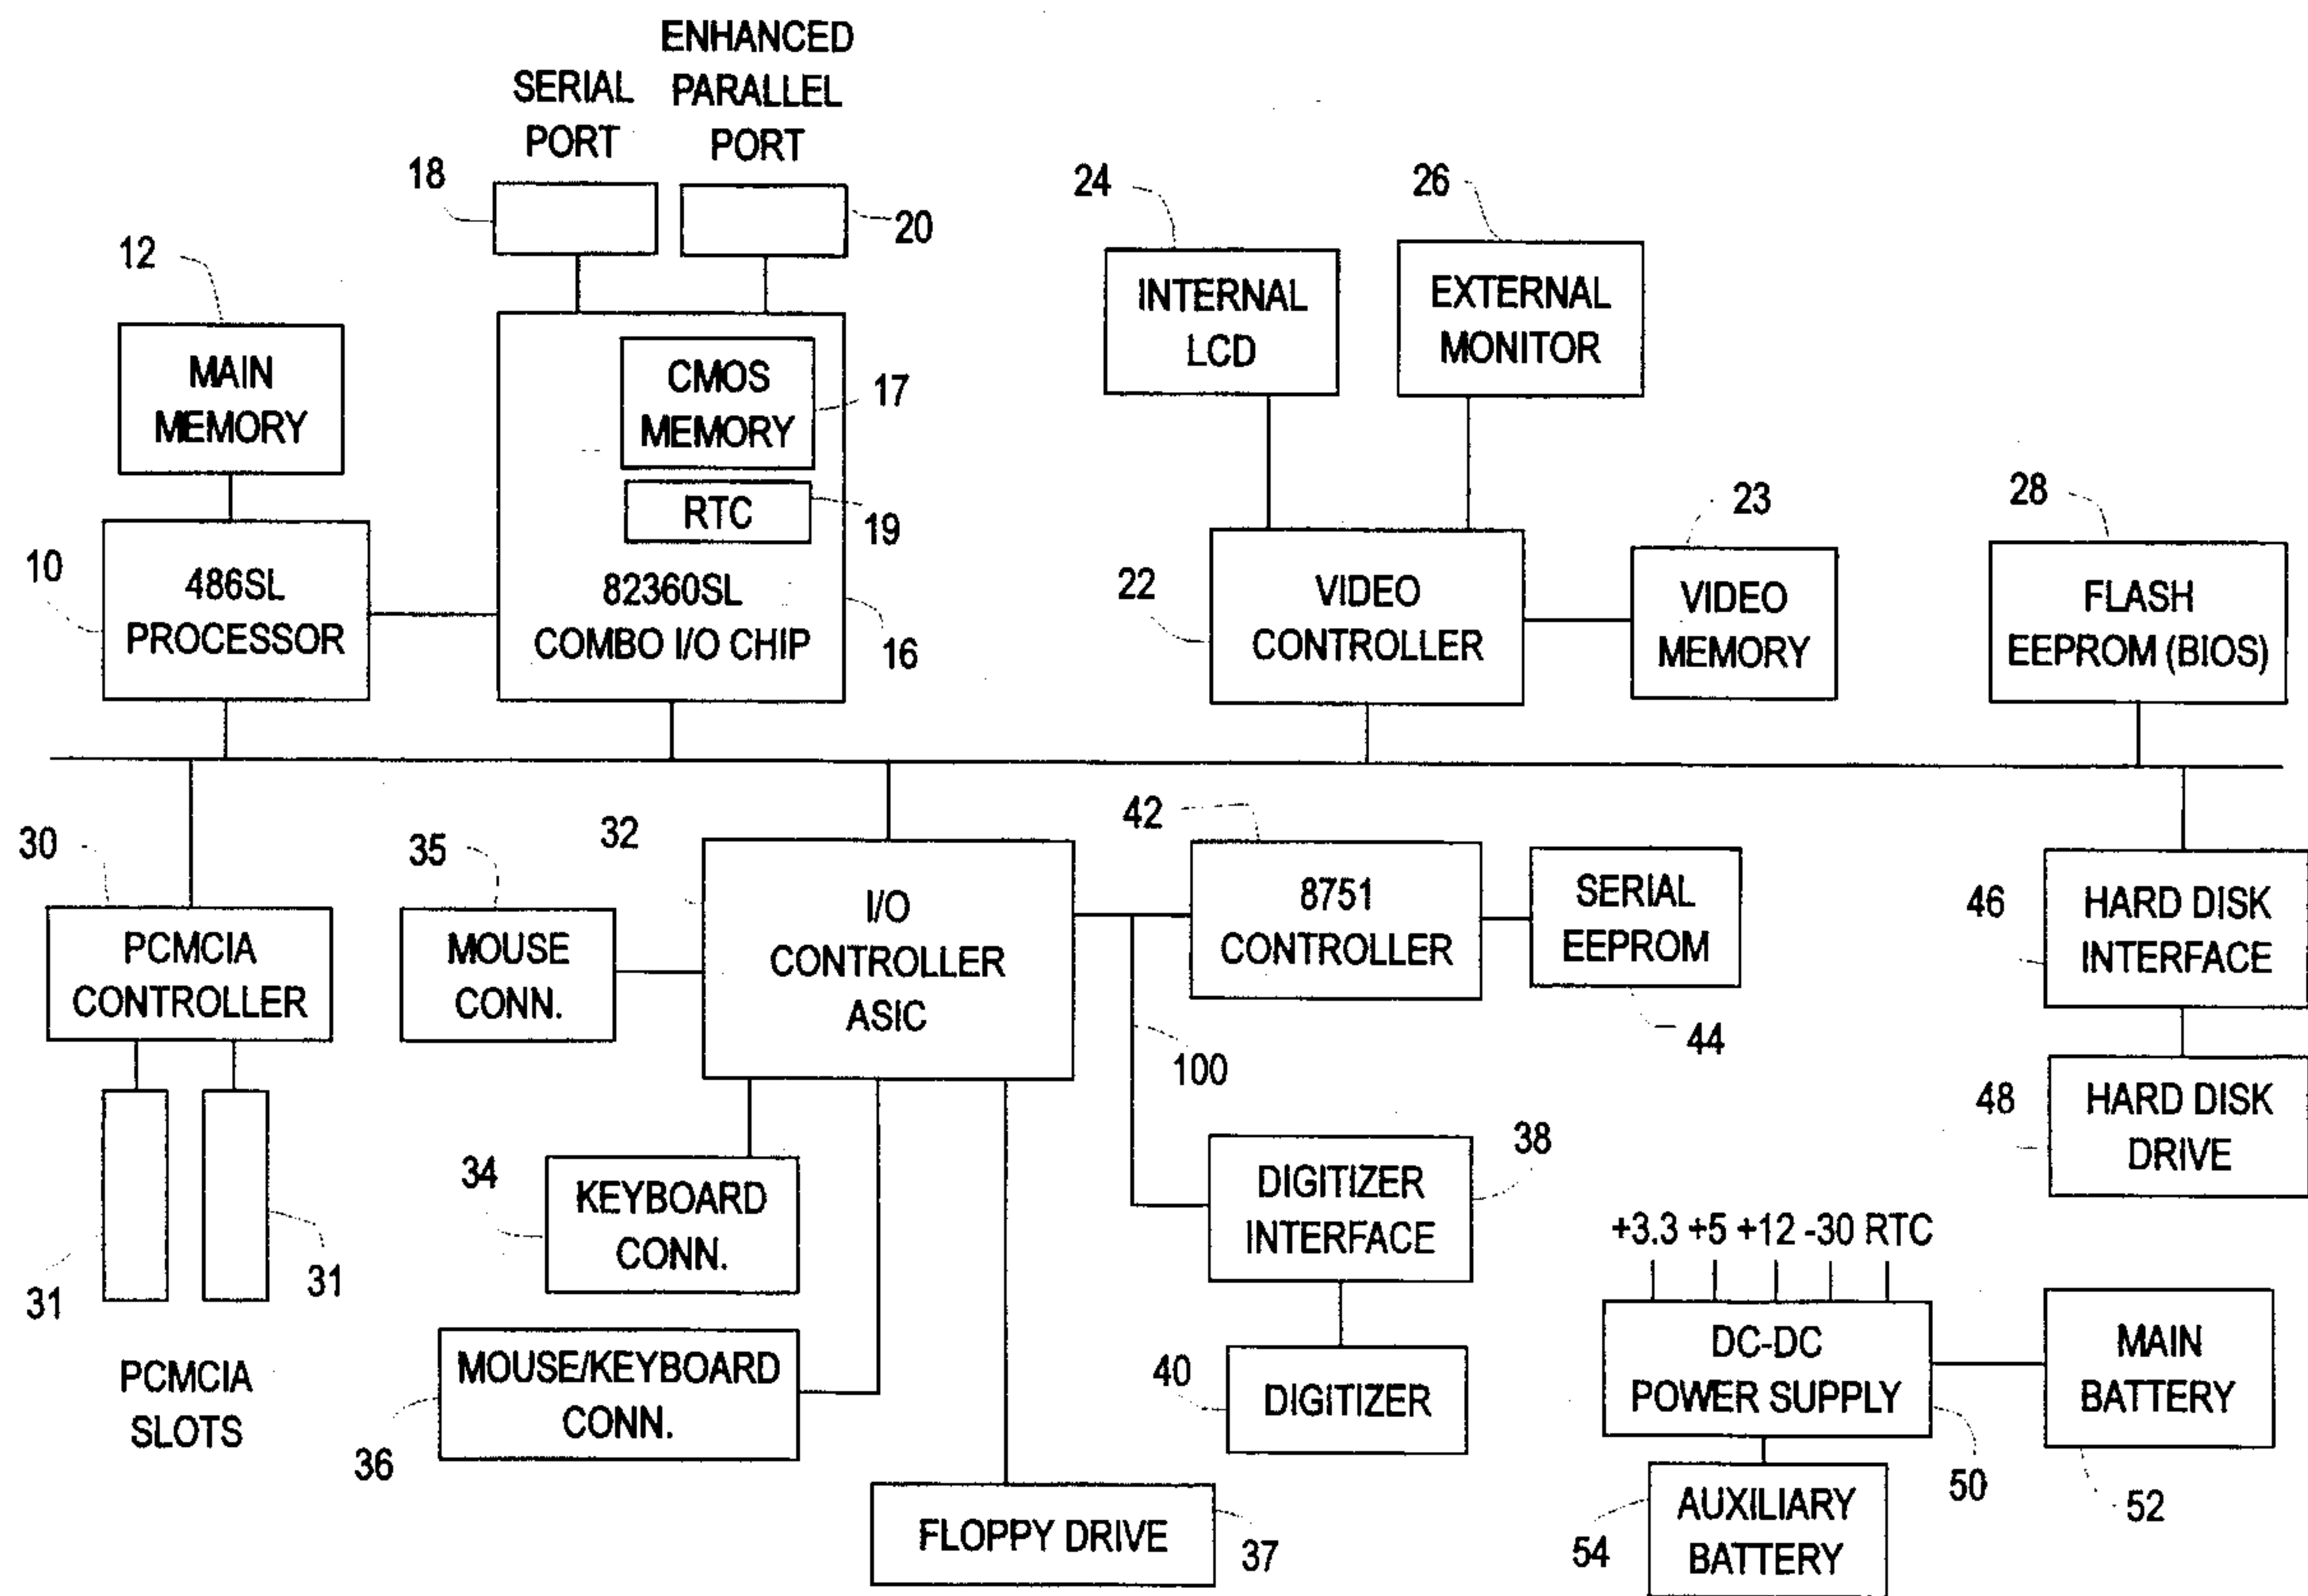 ENHANCED
PARALLEL
PORT
SERIAL
PORT
18
20
12
MAIN
MEMORY
CMOS
MEMORY
17
RTC
19
10
486SL
PROCESSOR
82360SL
COMBO I/O CHIP
16
24
INTERNAL
LCD
26
EXTERNAL
MONITOR
22
VIDEO
CONTROLLER
23
VIDEO
MEMORY
28
FLASH
EEPROM (BIOS)
30
PCMCIA
CONTROLLER
31
31
PCMCIA
SLOTS
35
MOUSE
CONN.
32
I/O
CONTROLLER
ASIC
42
8751
CONTROLLER
SERIAL
EEPROM
44
100
46
HARD DISK
INTERFACE
48
HARD DISK
DRIVE
34
KEYBOARD
CONN.
MOUSE/KEYBOARD
CONN.
36
FLOPPY DRIVE
37
38
DIGITIZER
INTERFACE
40
DIGITIZER
+3.3 +5 +12 -30 RTC
DC-DC
POWER SUPPLY
50
MAIN
BATTERY
52
54
AUXILIARY
BATTERY